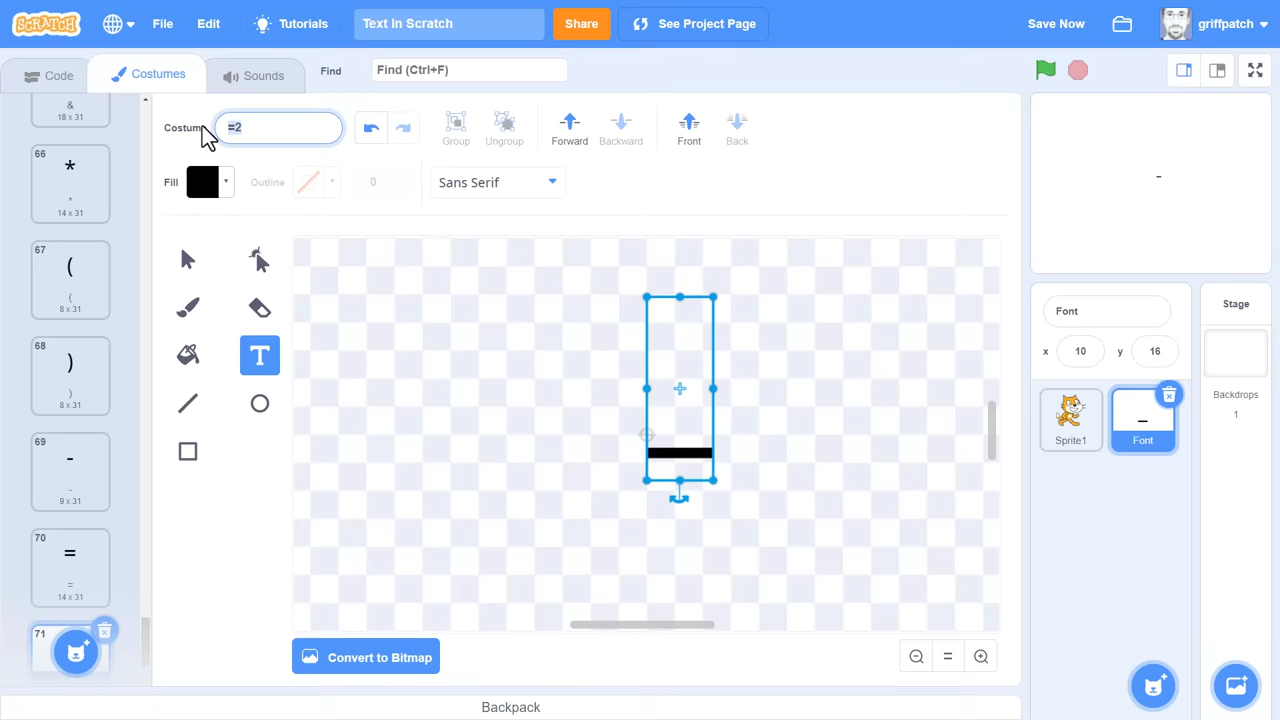 SCRATCH
File
Edit
Tutorials
Text In Scratch
Share
See Project Page
Save Now
griffpatch
Code
Costumes
Sounds
Find
Find (Ctrl+F)
&
18 x 31
66
*
*
14 x 31
67
(
(
8 x 31
68
)
)
8 x 31
69
-
-
9 x 31
70
=
=
14 x 31
71
Costum
=2
Group
Ungroup
Forward
Backward
Front
Back
Fill
Outline
0
Sans Serif
T
_
Convert to Bitmap
=
Backpack
-
Font
x
10
y
16
Sprite1
_
Font
Stage
Backdrops
1